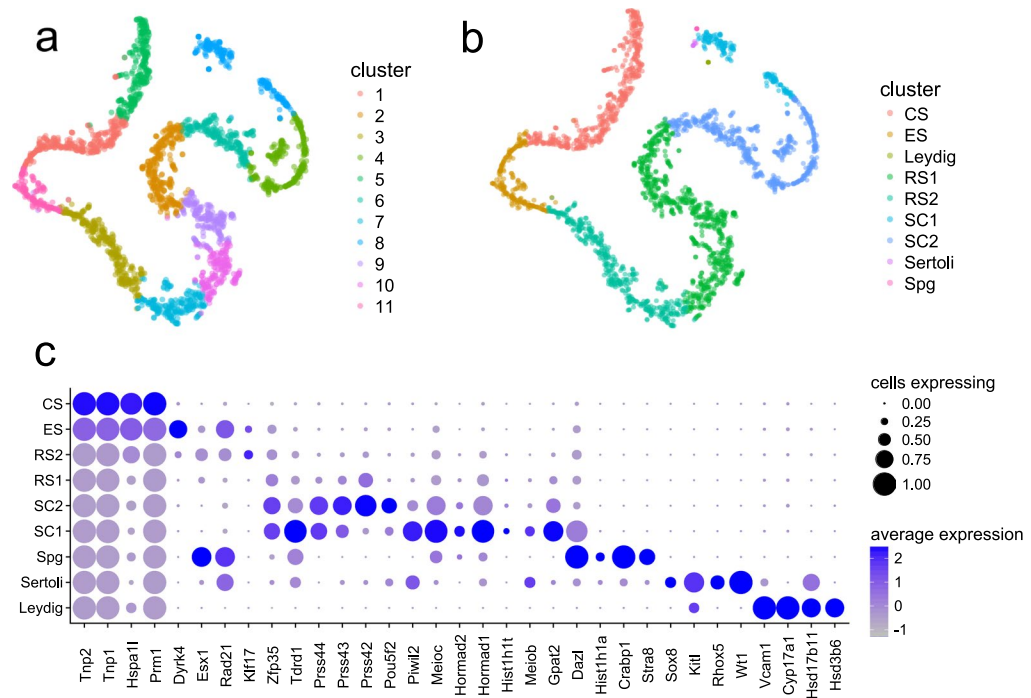 a
cluster
1
2
3
4
5
6
7
8
9
10
11
b
cluster
CS
ES
Leydig
RS1
RS2
SC1
SC2
Sertoli
Spg
c
CS
ES
RS2
RS1
SC2
SC1
Spg
Sertoli
Leydig
Tnp2
Tnp1
Hspa1l
Prm1
Dyrk4
Esx1
Rad21
Klf17
Zfp35
Tdrd1
Prss44
Prss43
Prss42
Pou5f2
Piwil2
Meioc
Hormad2
Hormad1
Hist1h1t
Meiob
Gpat2
Dazl
Hist1h1a
Crabp1
Stra8
Sox8
Kitl
Rhox5
Wt1
Vcam1
Cyp17a1
Hsd17b11
Hsd3b6
cells expressing
0.00
0.25
0.50
0.75
1.00
average expression
2
1
0
-1